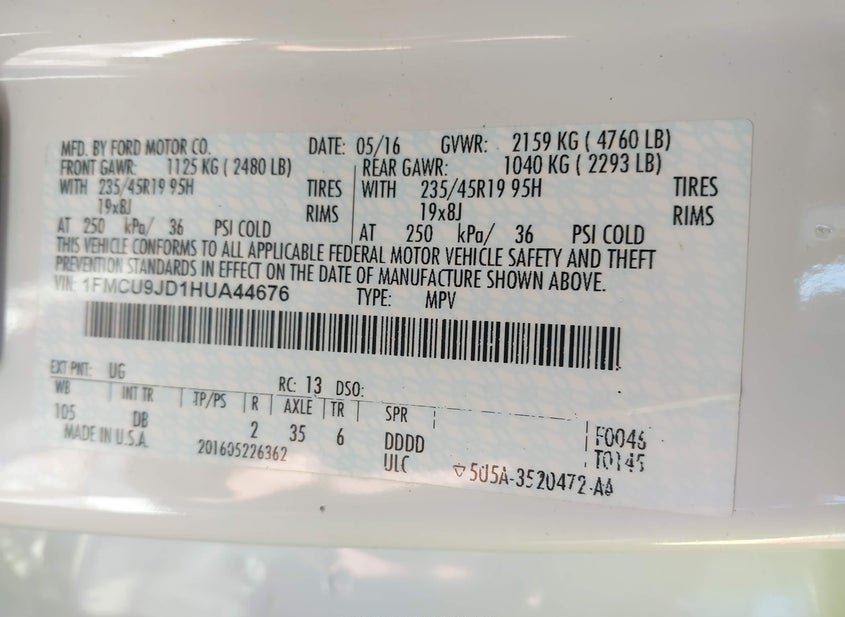 MFD. BY FORD MOTOR CO. DATE: 05/16 GVWR: 2159 KG ( 4760 LB)
FRONT GAWR: 1125 KG ( 2480 LB) REAR GAWR: 1040 KG ( 2293 LB)
WITH 235/45R19 95H TIRES WITH 235/45R19 95H TIRES
19x8J RIMS 19x8J RIMS
AT 250 kPa/ 36 PSI COLD AT 250 kPa/ 36 PSI COLD
THIS VEHICLE CONFORMS TO ALL APPLICABLE FEDERAL MOTOR VEHICLE SAFETY AND THEFT
PREVENTION STANDARDS IN EFFECT ON THE DATE OF MANUFACTURE SHOWN ABOVE.
VIN: 1FMCU9JD1HUA44676 TYPE: MPV
EXT PNT: UG RC: 13 DSO:
WB INT TR TP/PS R AXLE TR SPR
105 DB 2 35 6 DDDD F0046
MADE IN U.S.A. 201605226362 ULC T0145
▽5U5A-3520472-AA